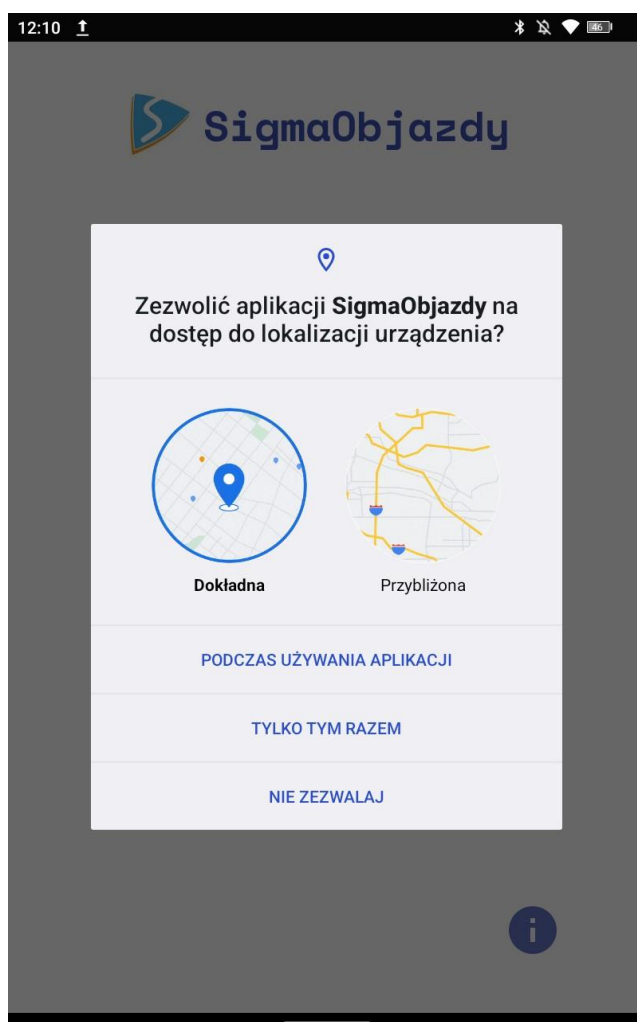 12:10
46
SigmaObjazdy
Zezwolić aplikacji SigmaObjazdy na
dostęp do lokalizacji urządzenia?
Dokładna
Przybliżona
PODCZAS UŻYWANIA APLIKACJI
TYLKO TYM RAZEM
NIE ZEZWALAJ
i